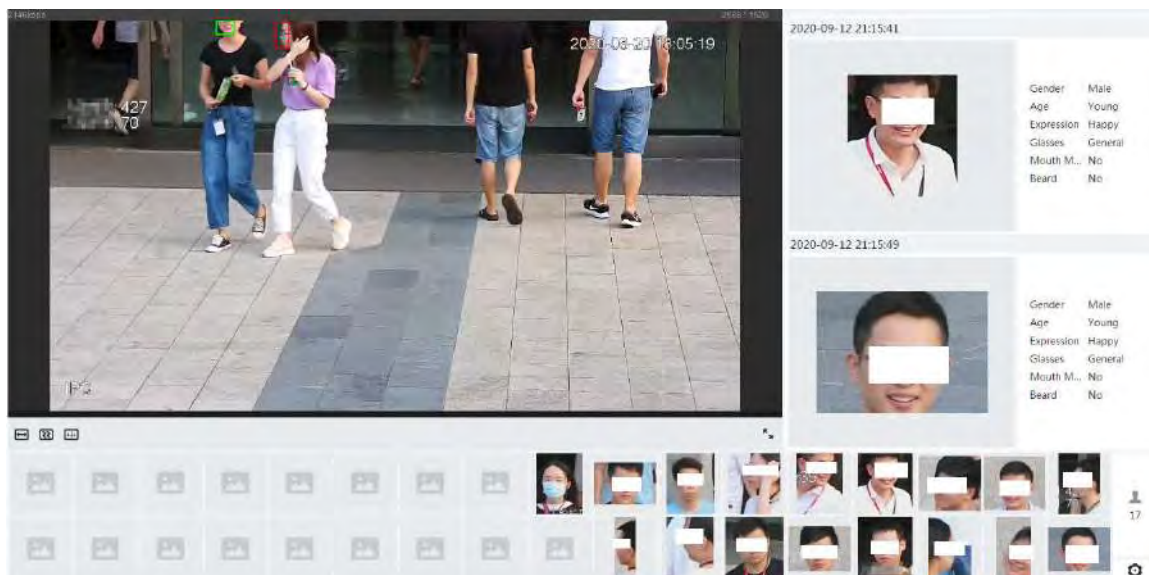 2020-09-12 21:15:41
2020-08-20 18:05:19
:427
:70
Gender Male
Age Young
Expression Happy
Glasses General
Mouth M... No
Beard No
2020-09-12 21:15:49
Gender Male
Age Young
Expression Happy
Glasses General
Mouth M... No
Beard No
IPC
17